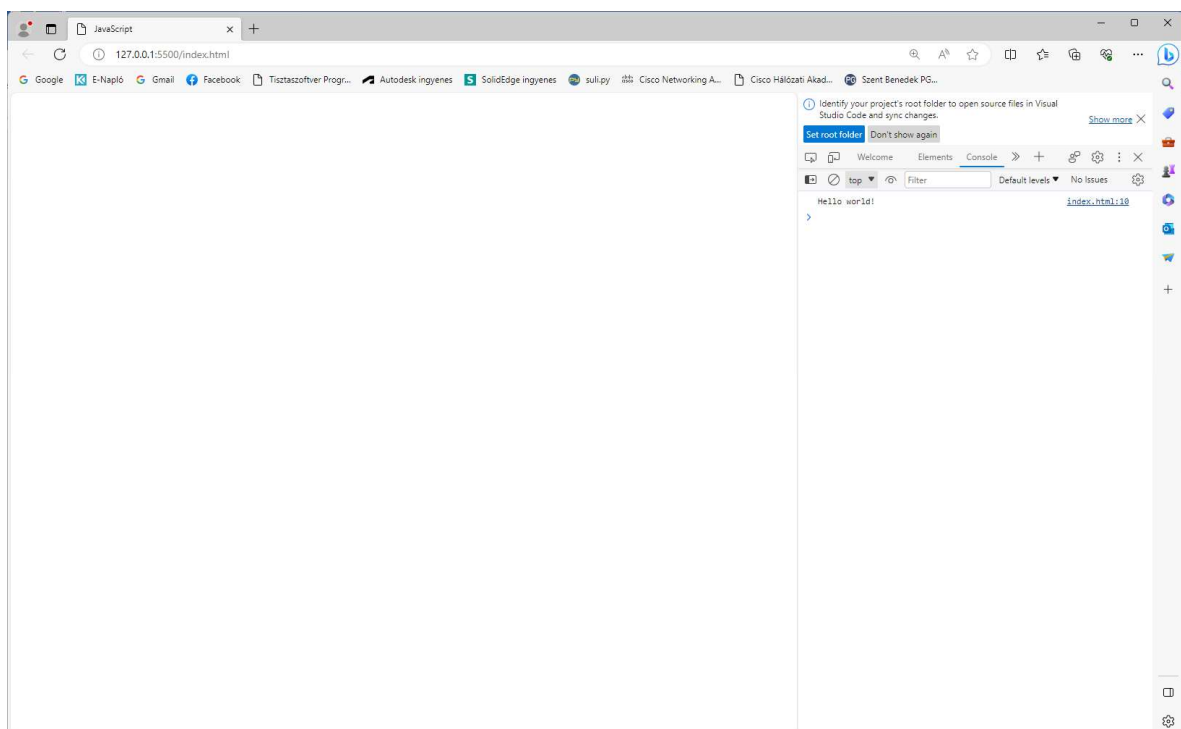 JavaScript
127.0.0.1:5500/index.html
Google E-Napló Gmail Facebook Tisztaszoftver Progr... Autodesk ingyenes SolidEdge ingyenes suli.py Cisco Networking A... Cisco Hálózati Akad... Szent Benedek PG...
Identify your project's root folder to open source files in Visual
Studio Code and sync changes.
Show more
Set root folder Don't show again
Welcome Elements Console
top Filter Default levels No Issues
Hello world! index.html:10